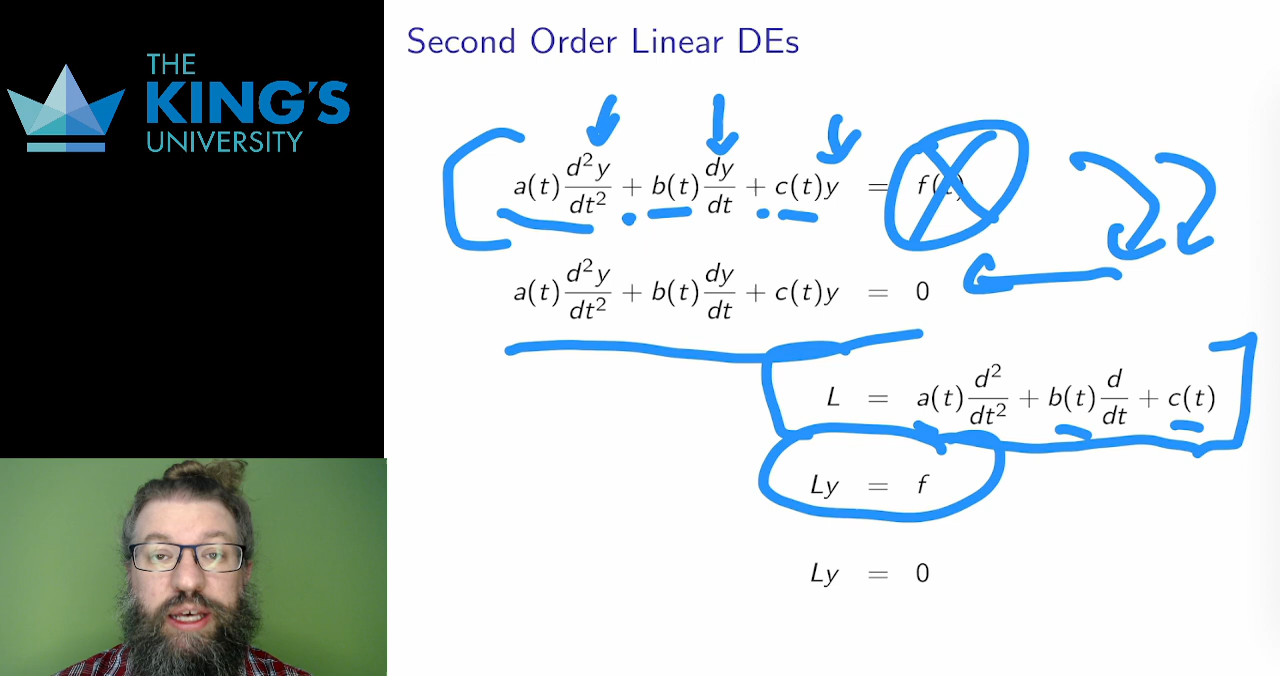 THE
KING'S
UNIVERSITY
Second Order Linear DEs
a(t) d²y/dt² + b(t) dy/dt + c(t)y = f(t)
a(t) d²y/dt² + b(t) dy/dt + c(t)y = 0
L = a(t) d²/dt² + b(t) d/dt + c(t)
Ly = f
Ly = 0